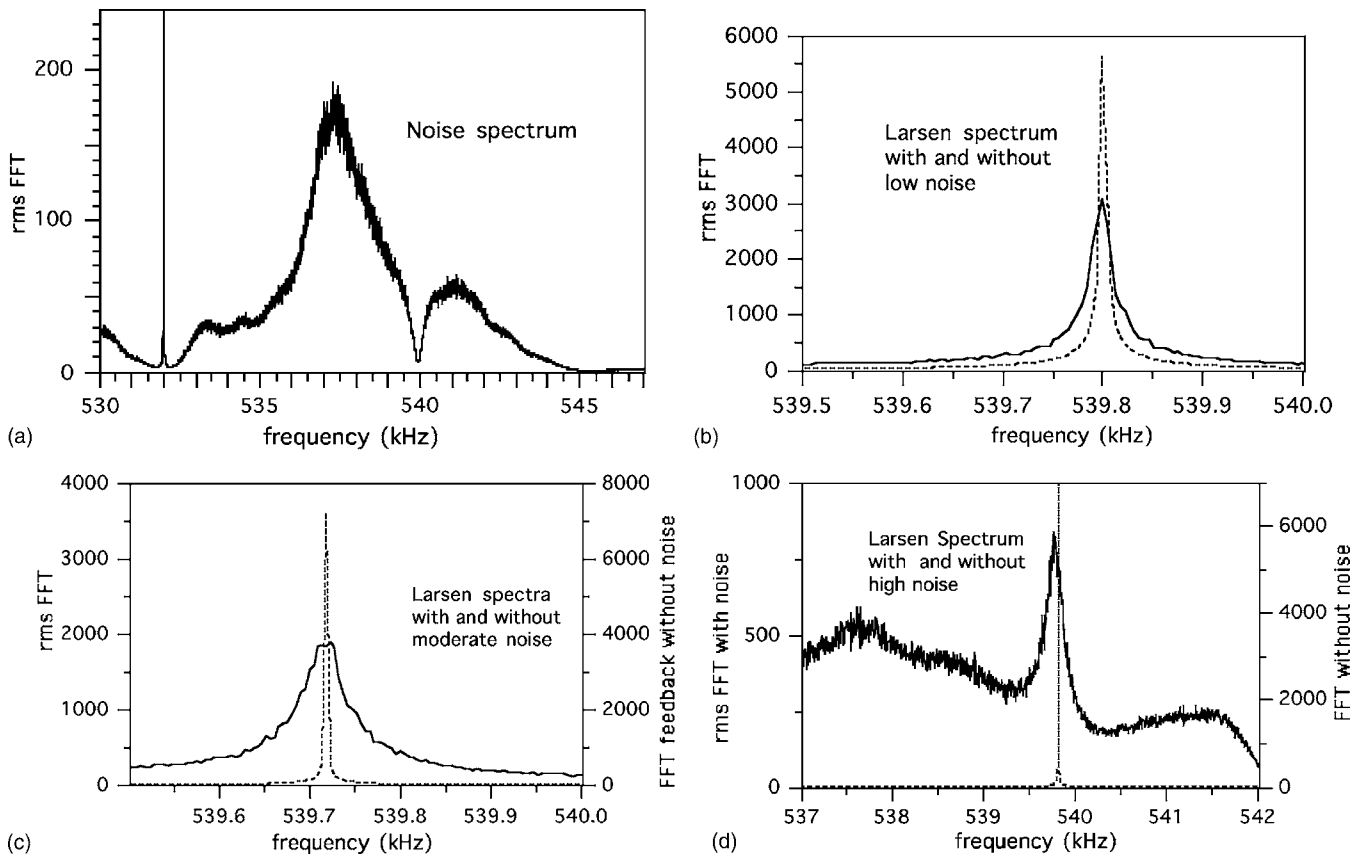 200
100
0
rms FFT
Noise spectrum
530
535
540
545
frequency (kHz)
(a)
6000
5000
4000
3000
2000
1000
0
rms FFT
Larsen spectrum
with and without
low noise
539.5
539.6
539.7
539.8
539.9
540.0
frequency (kHz)
(b)
4000
3000
2000
1000
0
rms FFT
Larsen spectra
with and without
moderate noise
8000
6000
4000
2000
0
FFT feedback without noise
539.6
539.7
539.8
539.9
540.0
frequency (kHz)
(c)
1000
500
0
rms FFT with noise
Larsen Spectrum
with and without
high noise
6000
4000
2000
0
FFT without noise
537
538
539
540
541
542
frequency (kHz)
(d)